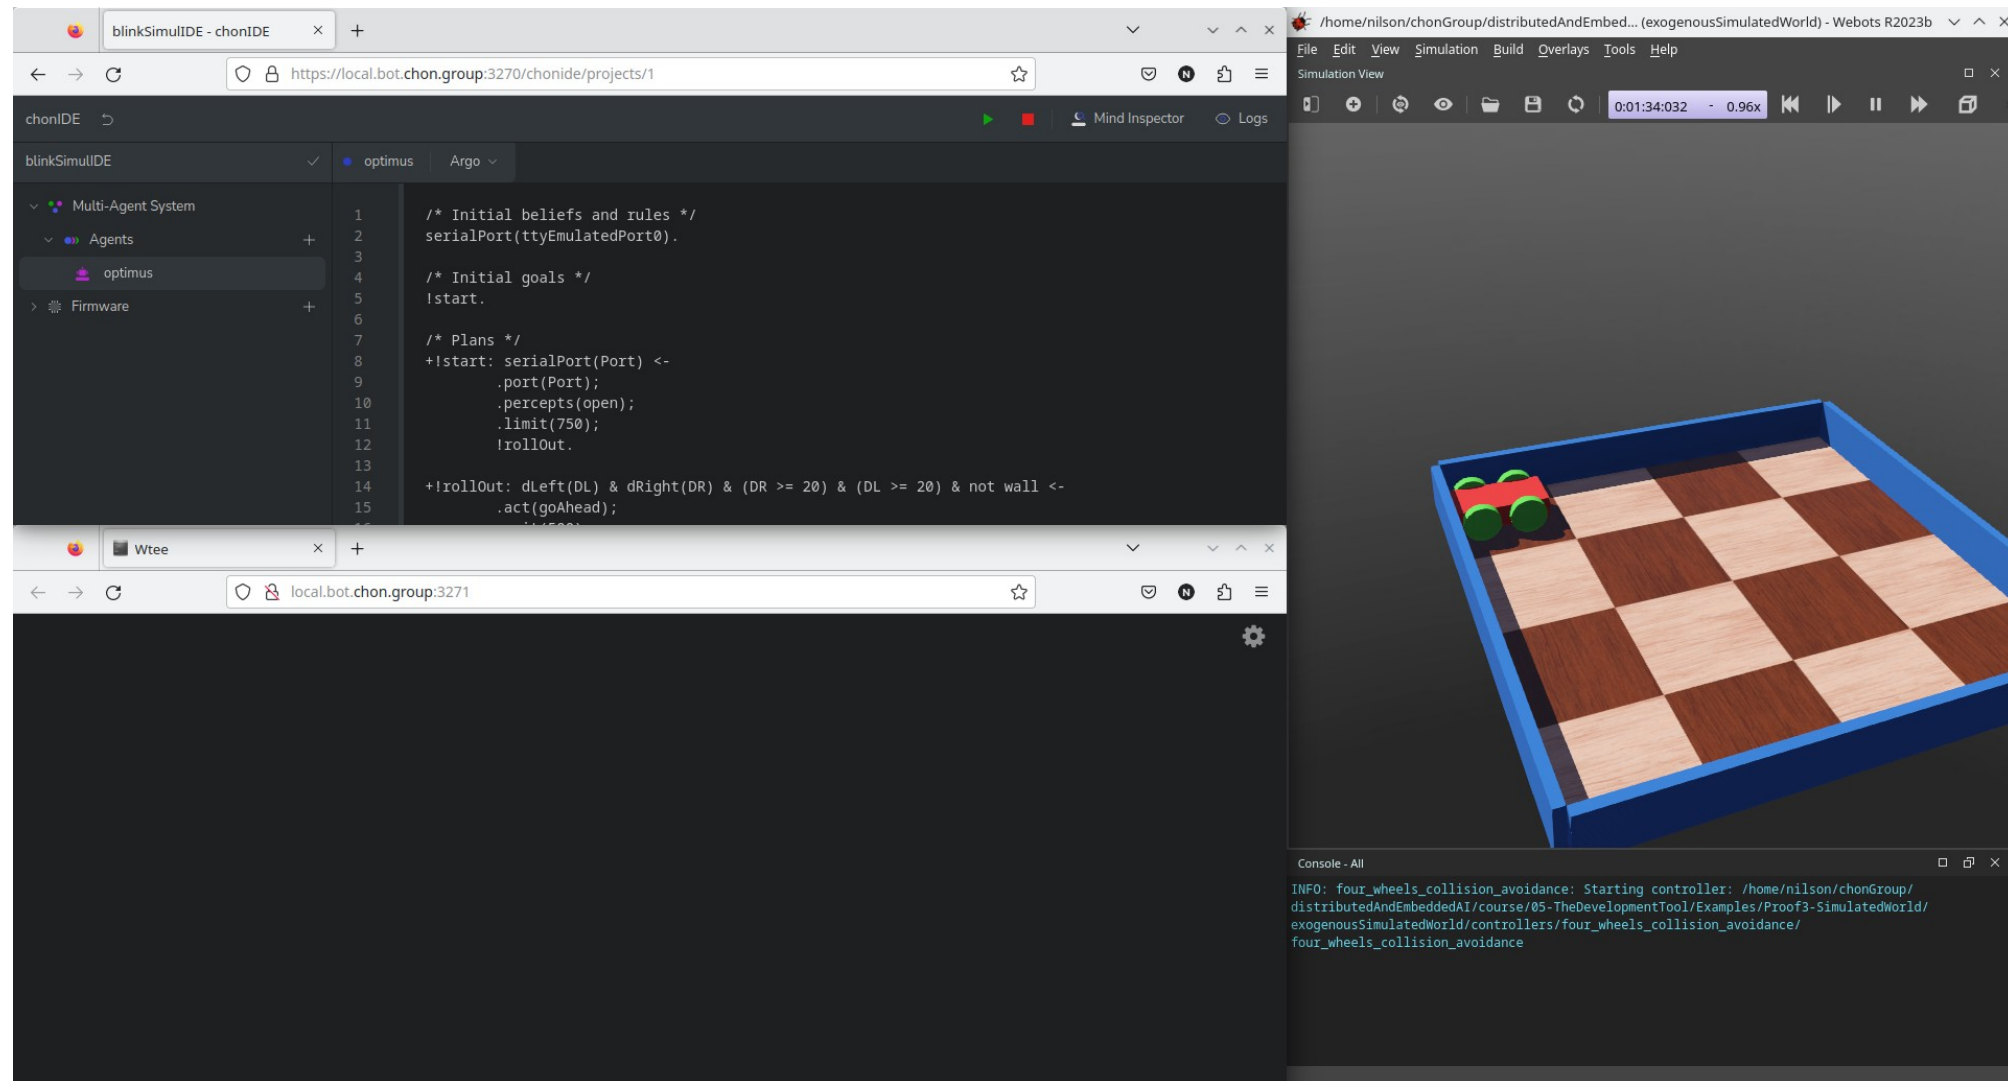 blinkSimulIDE - chonIDE
https://local.bot.chon.group:3270/chonide/projects/1
chonIDE
Mind Inspector
Logs
blinkSimulIDE
optimus
Argo
Multi-Agent System
Agents
optimus
Firmware
1 /* Initial beliefs and rules */
2 serialPort(ttyEmulatedPort0).
3
4 /* Initial goals */
5 !start.
6
7 /* Plans */
8 +!start: serialPort(Port) <-
9 .port(Port);
10 .percepts(open);
11 .limit(750);
12 !rollOut.
13
14 +!rollOut: dLeft(DL) & dRight(DR) & (DR >= 20) & (DL >= 20) & not wall <-
15 .act(goAhead);
Wtee
local.bot.chon.group:3271
/home/nilson/chonGroup/distributedAndEmbed... (exogenousSimulatedWorld) - Webots R2023b
File Edit View Simulation Build Overlays Tools Help
Simulation View
0:01:34:032 - 0.96x
Console - All
INFO: four_wheels_collision_avoidance: Starting controller: /home/nilson/chonGroup/
distributedAndEmbeddedAI/course/05-TheDevelopmentTool/Examples/Proof3-SimulatedWorld/
exogenousSimulatedWorld/controllers/four_wheels_collision_avoidance/
four_wheels_collision_avoidance